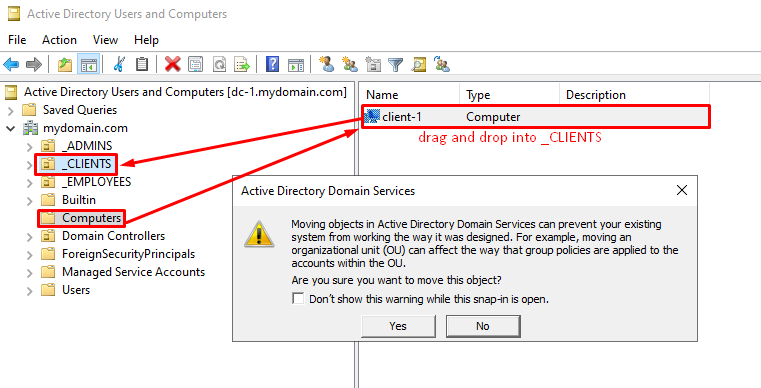 Active Directory Users and Computers
File Action View Help
Active Directory Users and Computers [dc-1.mydomain.com]
Saved Queries
mydomain.com
_ADMINS
_CLIENTS
_EMPLOYEES
Builtin
Computers
Domain Controllers
ForeignSecurityPrincipals
Managed Service Accounts
Users
Name Type Description
client-1 Computer
drag and drop into _CLIENTS
Active Directory Domain Services
Moving objects in Active Directory Domain Services can prevent your existing
system from working the way it was designed. For example, moving an
organizational unit (OU) can affect the way that group policies are applied to the
accounts within the OU.
Are you sure you want to move this object?
Don't show this warning while this snap-in is open.
Yes No